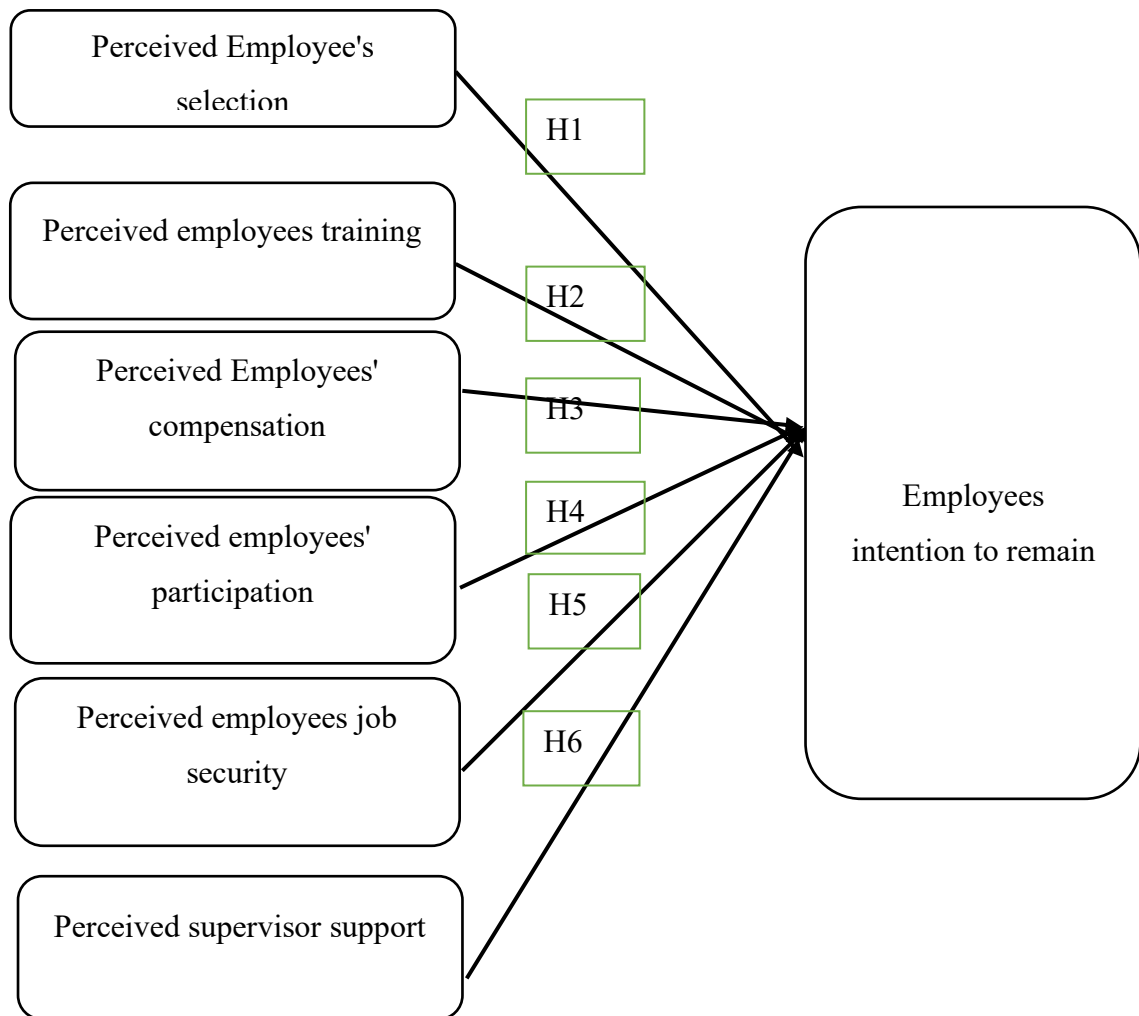 Perceived Employee's
selection
H1
Perceived employees training
H2
Perceived Employees'
compensation
H3
Perceived employees'
participation
H4
Perceived employees job
security
H5
Perceived supervisor support
H6
Employees
intention to remain